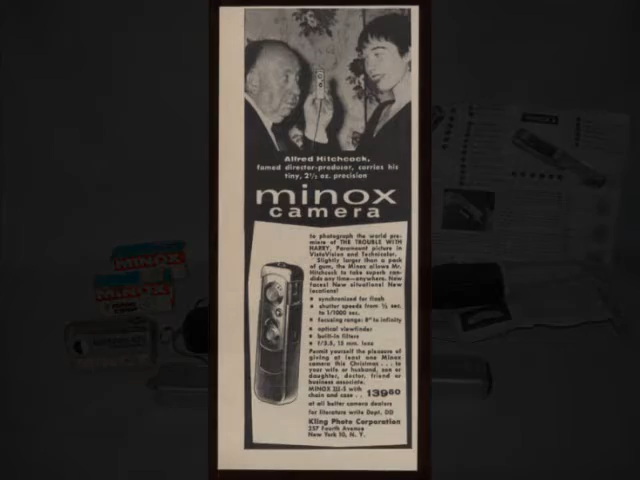 Alfred Hitchcock,
famed director-producer, carries his
tiny, 2½ oz. precision
minox
camera
to photograph the world pre-
miere of THE TROUBLE WITH
HARRY, Paramount picture in
VistaVision and Technicolor.
Slightly larger than a pack
of gum, the Minox allows Mr.
Hitchcock to take superb can-
dids any time—anywhere. New
faces! New situations! New
locations!
synchronized for flash
shutter speeds from ½ sec.
to 1/1000 sec.
focusing range: 8" to infinity
optical viewfinder
built-in filters
f/3.5, 15 mm. lens
Permit yourself the pleasure of
giving at least one Minox
camera this Christmas . . . to
your wife or husband, son or
daughter, doctor, friend or
business associate.
MINOX III-S with
chain and case . . 139⁶⁰
at all better camera dealers
for literature write Dept. DD
Kling Photo Corporation
257 Fourth Avenue
New York 10, N. Y.
MINOX
MINOX